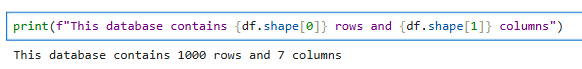 print(f"This database contains {df.shape[0]} rows and {df.shape[1]} columns")
This database contains 1000 rows and 7 columns